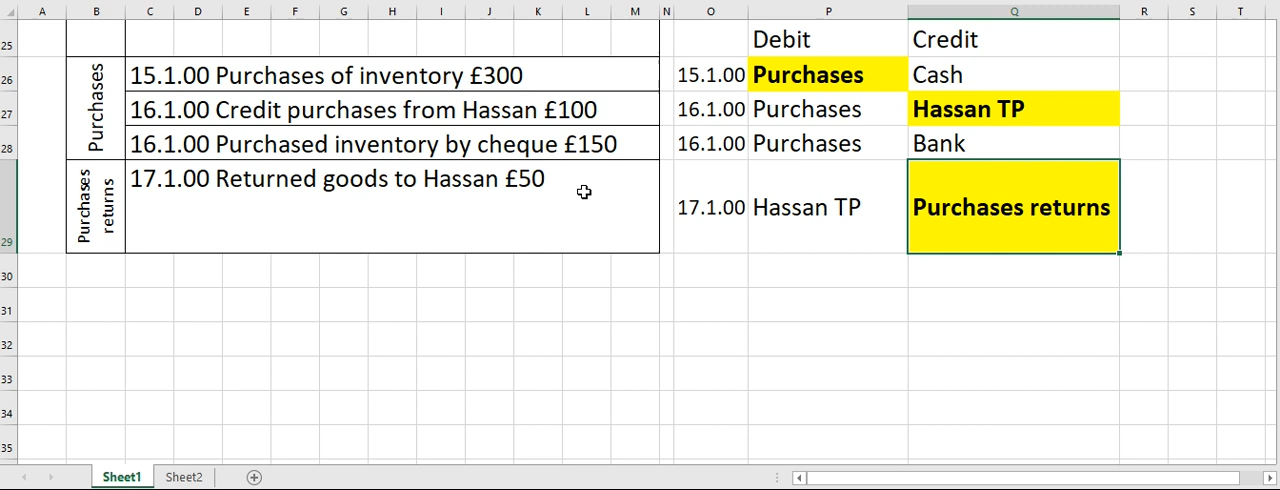 A B C D E F G H I J K L M N O P Q R S T
25 Debit Credit
26 15.1.00 Purchases of inventory £300 15.1.00 Purchases Cash
Purchases
27 16.1.00 Credit purchases from Hassan £100 16.1.00 Purchases Hassan TP
28 16.1.00 Purchased inventory by cheque £150 16.1.00 Purchases Bank
Purchases
returns
17.1.00 Returned goods to Hassan £50
17.1.00 Hassan TP Purchases returns
29
30
31
32
33
34
35
Sheet1 Sheet2